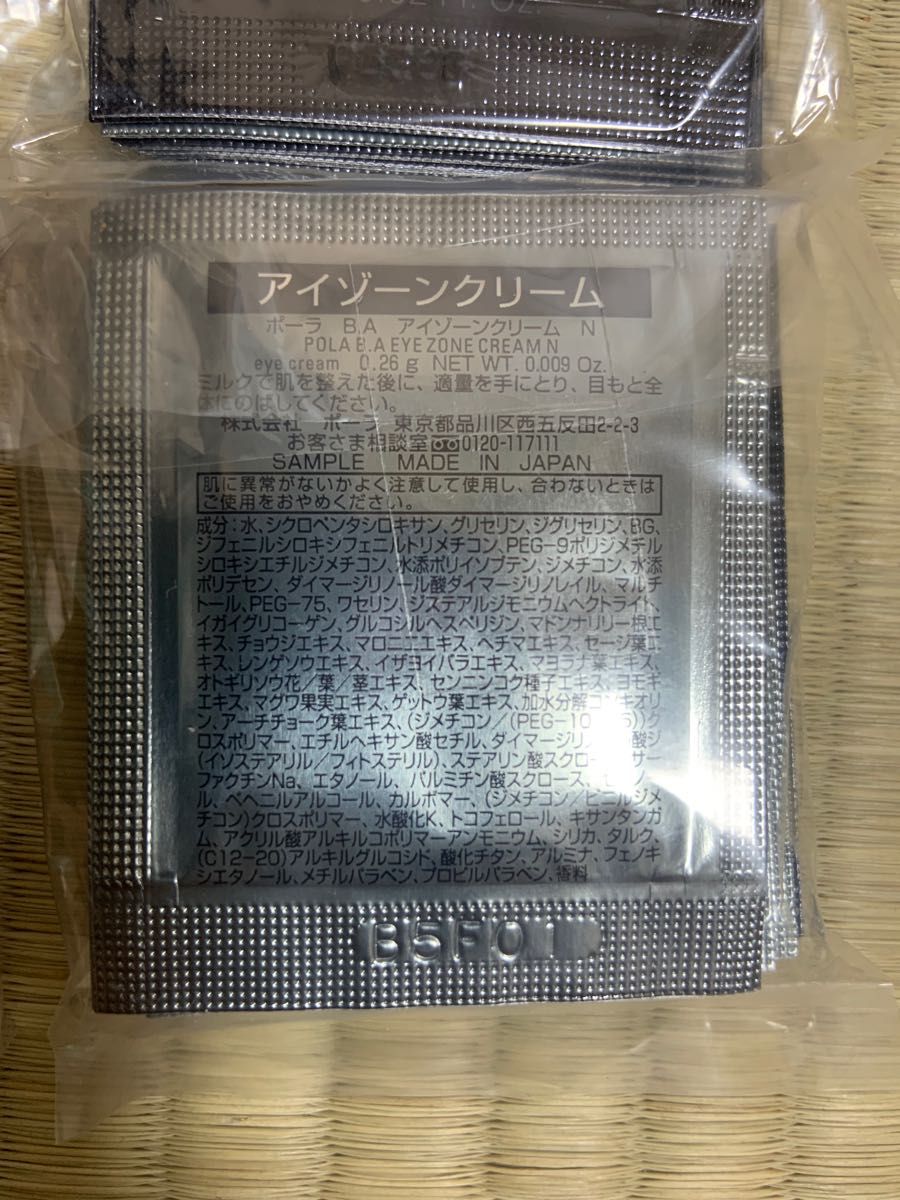 アイゾーンクリーム
ポーラ B.A アイゾーンクリーム N
POLA B.A EYE ZONE CREAM N
eye cream 0.26 g NET WT. 0.009 Oz.
ミルクで肌を整えた後に、適量を手にとり、目もと全
体にのばしてください。
株式会社 ポーラ 東京都品川区西五反田2-2-3
お客さま相談室 0120-117111
SAMPLE MADE IN JAPAN
肌に異常がないかよく注意して使用し、合わないときは
ご使用をおやめください。
成分:水、シクロペンタシロキサン、グリセリン、ジグリセリン、BG、
ジフェニルシロキシフェニルトリメチコン、PEG-9ポリジメチル
シロキシエチルジメチコン、水添ポリイソブテン、ジメチコン、水添
ポリデセン、ダイマージリノール酸ダイマージリノレイル、マルチ
トール、PEG-75、ワセリン、ジステアルジモニウムヘクトライト、
イガイグリコーゲン、グルコシルヘスペリジン、マドンナリリー根エ
キス、チョウジエキス、マロニエエキス、ヘチマエキス、セージ葉エ
キス、レンゲソウエキス、イザヨイバラエキス、マヨラナ葉エキス、
オトギリソウ花/葉/茎エキス、センニンコク種子エキス、ヨモギ
エキス、マグワ果実エキス、ゲットウ葉エキス、加水分解コンキオリ
ン、アーチチョーク葉エキス、(ジメチコン/(PEG-10 5))ク
ロスポリマー、エチルヘキサン酸セチル、ダイマージリノ 酸ジ
(イソステアリル/フィトステリル)、ステアリン酸スクロー サー
ファクチンNa、エタノール、パルミチン酸スクロース、 ノー
ル、ベヘニルアルコール、カルボマー、(ジメチコン/ビニルジメ
チコン)クロスポリマー、水酸化K、トコフェロール、キサンタンガ
ム、アクリル酸アルキルコポリマーアンモニウム、シリカ、タルク、
(C12-20)アルキルグルコシド、酸化チタン、アルミナ、フェノキ
シエタノール、メチルパラベン、プロピルパラベン、香料
B5F01